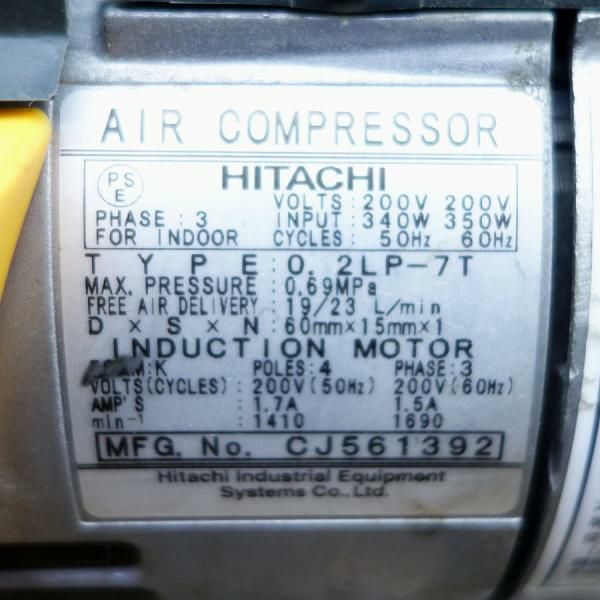 AIR COMPRESSOR
PS
E
HITACHI
VOLTS : 200V 200V
PHASE : 3 INPUT : 340W 350W
FOR INDOOR CYCLES : 50Hz 60Hz
TYPE : 0.2LP-7T
MAX. PRESSURE : 0.69MPa
FREE AIR DELIVERY : 19/23 L/min
D×S×N : 60mm×15mm×1
INDUCTION MOTOR
K POLES: 4 PHASE: 3
VOLTS(CYCLES) : 200V(50Hz) 200V(60Hz)
AMP'S : 1.7A 1.5A
min-1 : 1410 1690
MFG. No. CJ561392
Hitachi Industrial Equipment
Systems Co., Ltd.